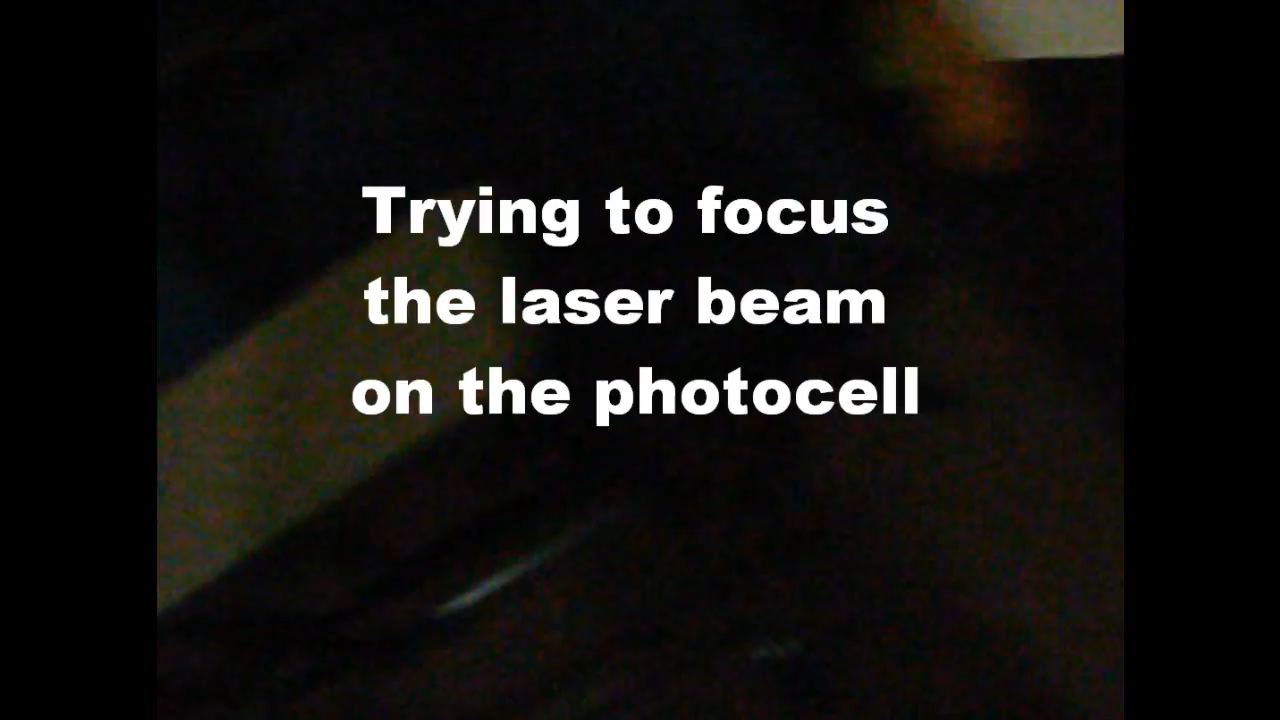 Trying to focus
the laser beam
on the photocell